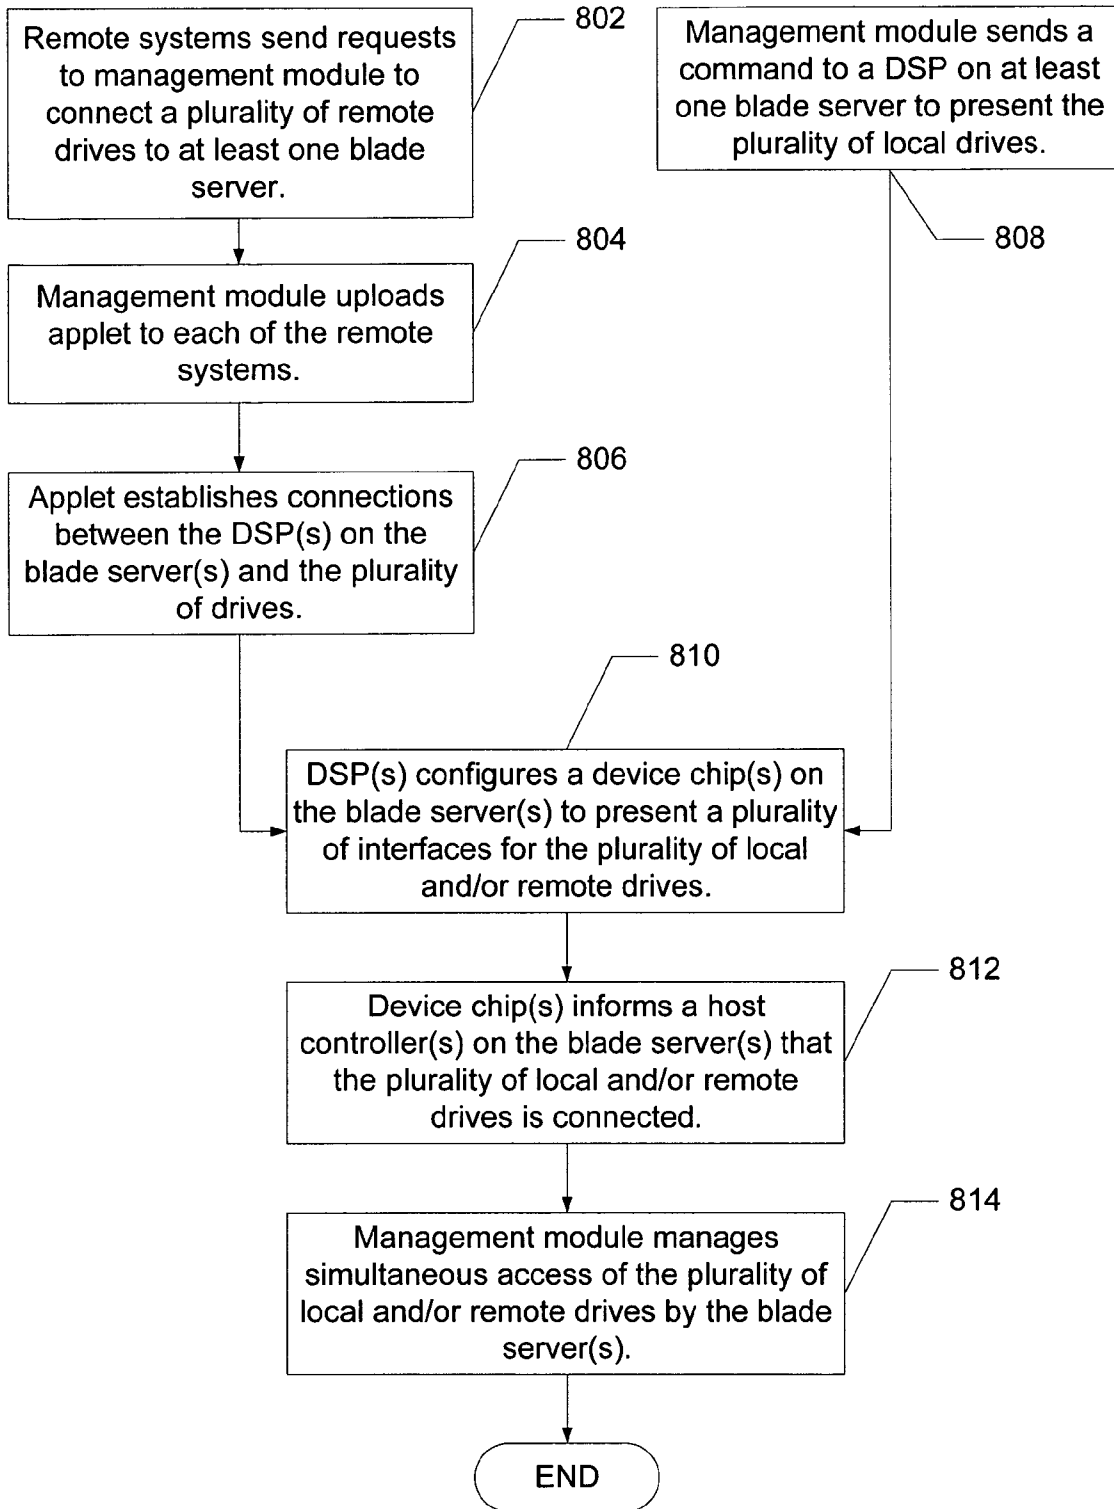 Remote systems send requests
to management module to
connect a plurality of remote
drives to at least one blade
server.
802
Management module sends a
command to a DSP on at least
one blade server to present the
plurality of local drives.
808
Management module uploads
applet to each of the remote
systems.
804
Applet establishes connections
between the DSP(s) on the
blade server(s) and the plurality
of drives.
806
810
DSP(s) configures a device chip(s) on
the blade server(s) to present a plurality
of interfaces for the plurality of local
and/or remote drives.
812
Device chip(s) informs a host
controller(s) on the blade server(s) that
the plurality of local and/or remote
drives is connected.
814
Management module manages
simultaneous access of the plurality of
local and/or remote drives by the blade
server(s).
END